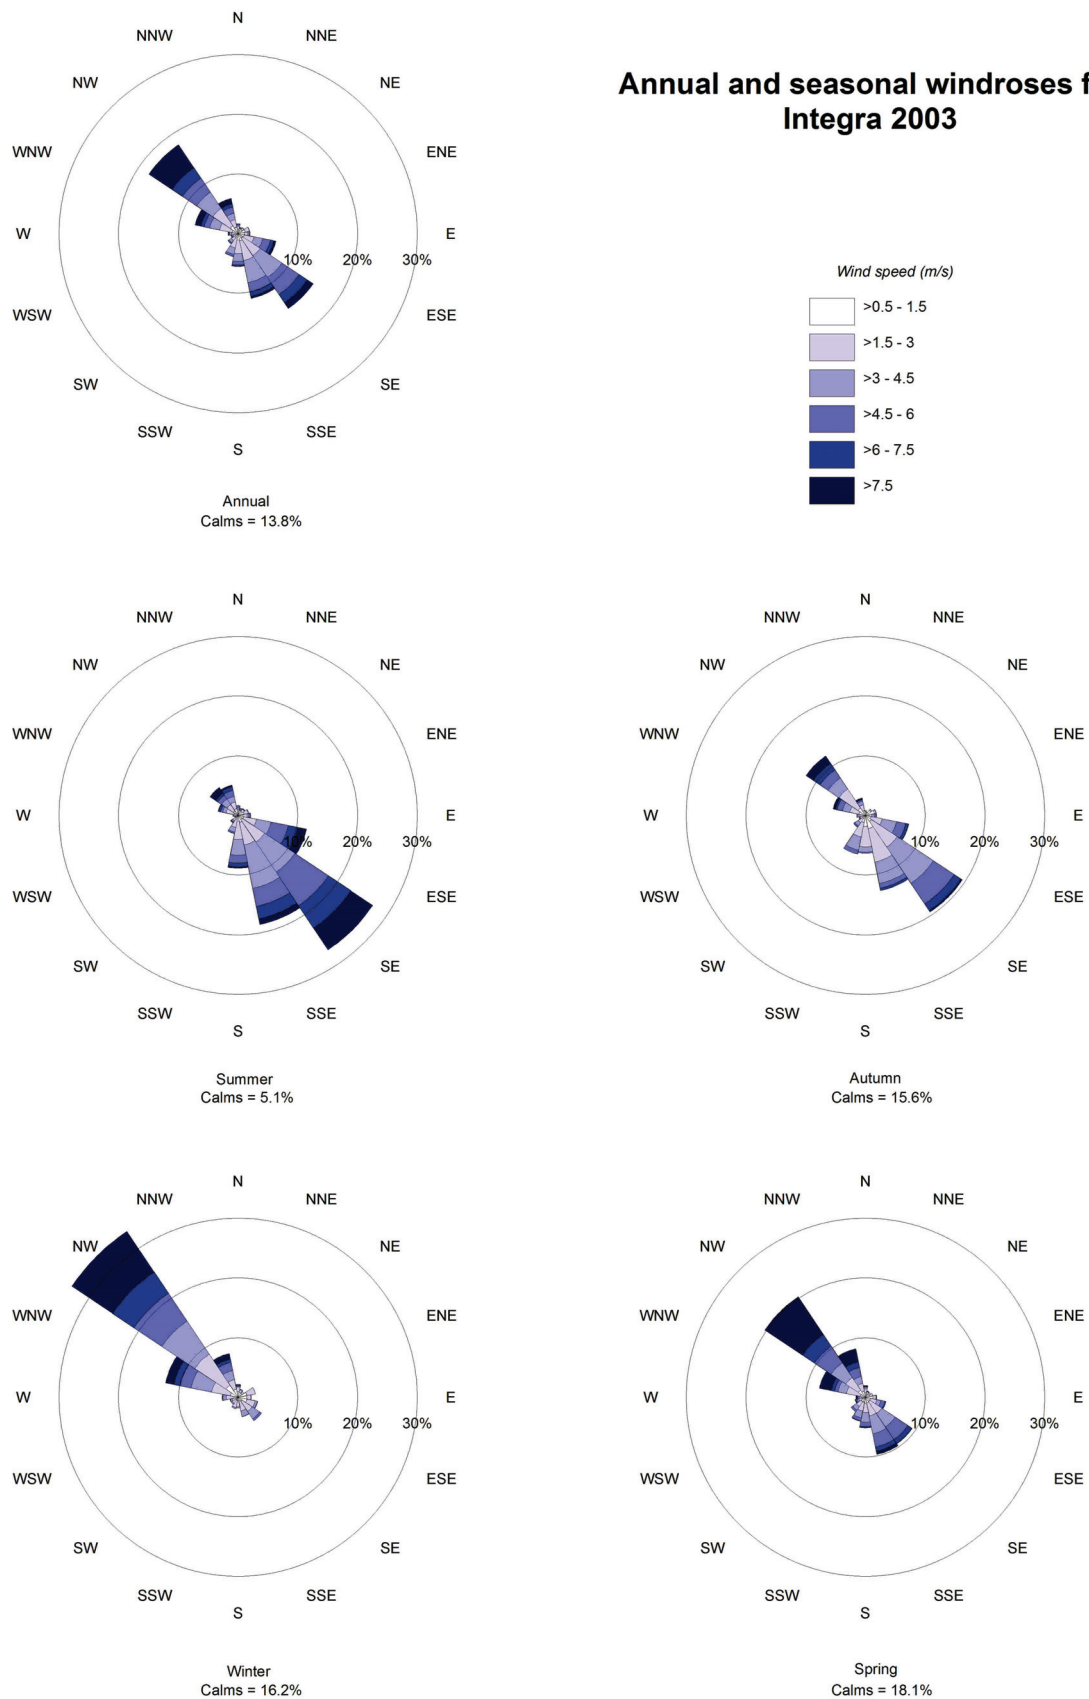 Annual and seasonal windroses f
Integra 2003
Wind speed (m/s)
>0.5 - 1.5
>1.5 - 3
>3 - 4.5
>4.5 - 6
>6 - 7.5
>7.5
N
NNW
NNE
NW
NE
WNW
ENE
W
E
10%
20%
30%
WSW
ESE
SW
SE
SSW
SSE
S
Annual
Calms = 13.8%
N
NNW
NNE
NW
NE
WNW
ENE
W
E
10%
20%
30%
WSW
ESE
SW
SE
SSW
SSE
S
Summer
Calms = 5.1%
N
NNW
NNE
NW
NE
WNW
ENE
W
E
10%
20%
30%
WSW
ESE
SW
SE
SSW
SSE
S
Autumn
Calms = 15.6%
N
NNW
NNE
NW
NE
WNW
ENE
W
E
10%
20%
30%
WSW
ESE
SW
SE
SSW
SSE
S
Winter
Calms = 16.2%
N
NNW
NNE
NW
NE
WNW
ENE
W
E
10%
20%
30%
WSW
ESE
SW
SE
SSW
SSE
S
Spring
Calms = 18.1%